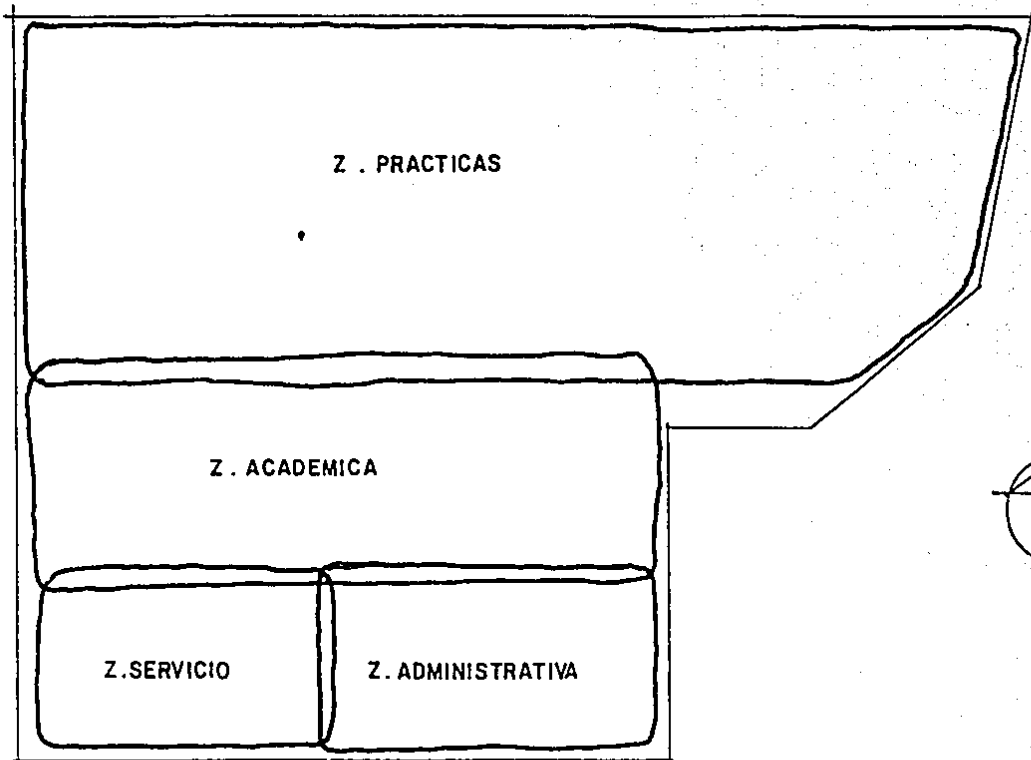 Z . PRACTICAS
Z . ACADEMICA
Z.SERVICIO
Z. ADMINISTRATIVA